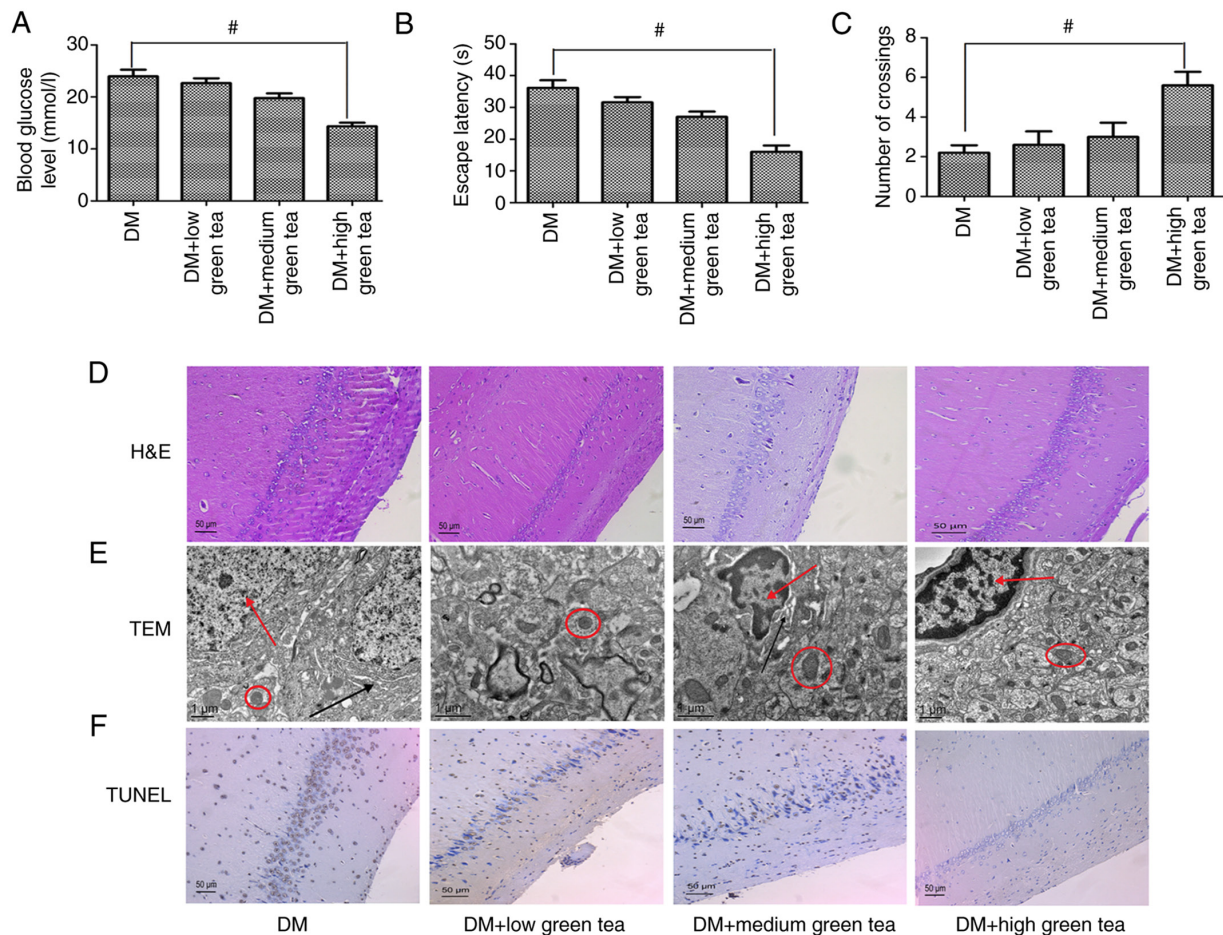 A
#
Blood glucose
level (mmol/l)
30
20
10
0
DM
DM+low
green tea
DM+medium
green tea
DM+high
green tea
B
#
Escape latency (s)
50
40
30
20
10
0
DM
DM+low
green tea
DM+medium
green tea
DM+high
green tea
C
#
Number of crossings
8
6
4
2
0
DM
DM+low
green tea
DM+medium
green tea
DM+high
green tea
D
H&E
50 µm
50 µm
50 µm
50 µm
E
TEM
1 µm
1 µm
1 µm
1 µm
F
TUNEL
50 µm
50 µm
50 µm
50 µm
DM
DM+low green tea
DM+medium green tea
DM+high green tea